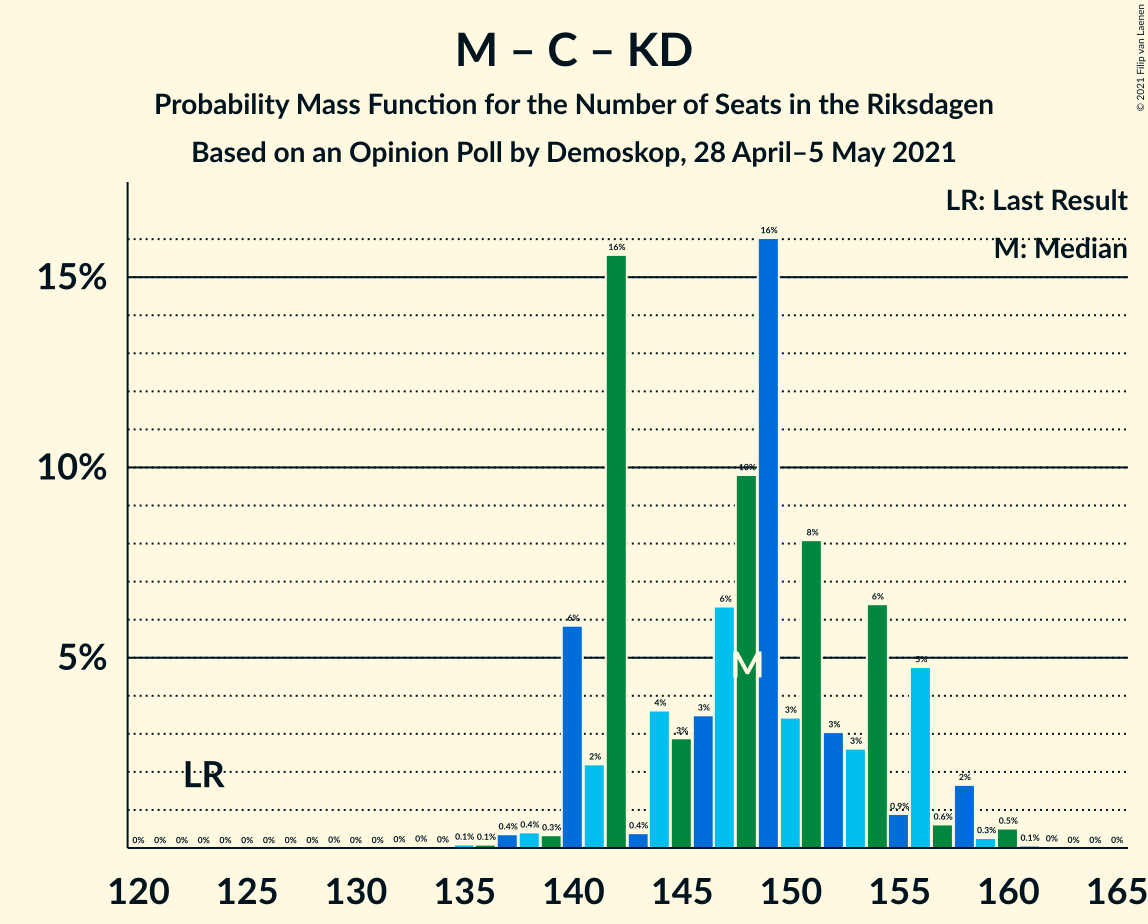 © 2021 Filip van Laenen
M – C – KD
Probability Mass Function for the Number of Seats in the Riksdagen
Based on an Opinion Poll by Demoskop, 28 April–5 May 2021
LR: Last Result
M: Median
15%
10%
5%
LR
M
0% 0% 0% 0% 0% 0% 0% 0% 0% 0% 0% 0% 0% 0% 0% 0.1% 0.1% 0.4% 0.4% 0.3% 6% 2% 16% 0.4% 4% 3% 3% 6% 10% 16% 3% 8% 3% 3% 6% 0.9% 5% 0.6% 2% 0.3% 0.5% 0.1% 0% 0% 0% 0%
120 125 130 135 140 145 150 155 160 165